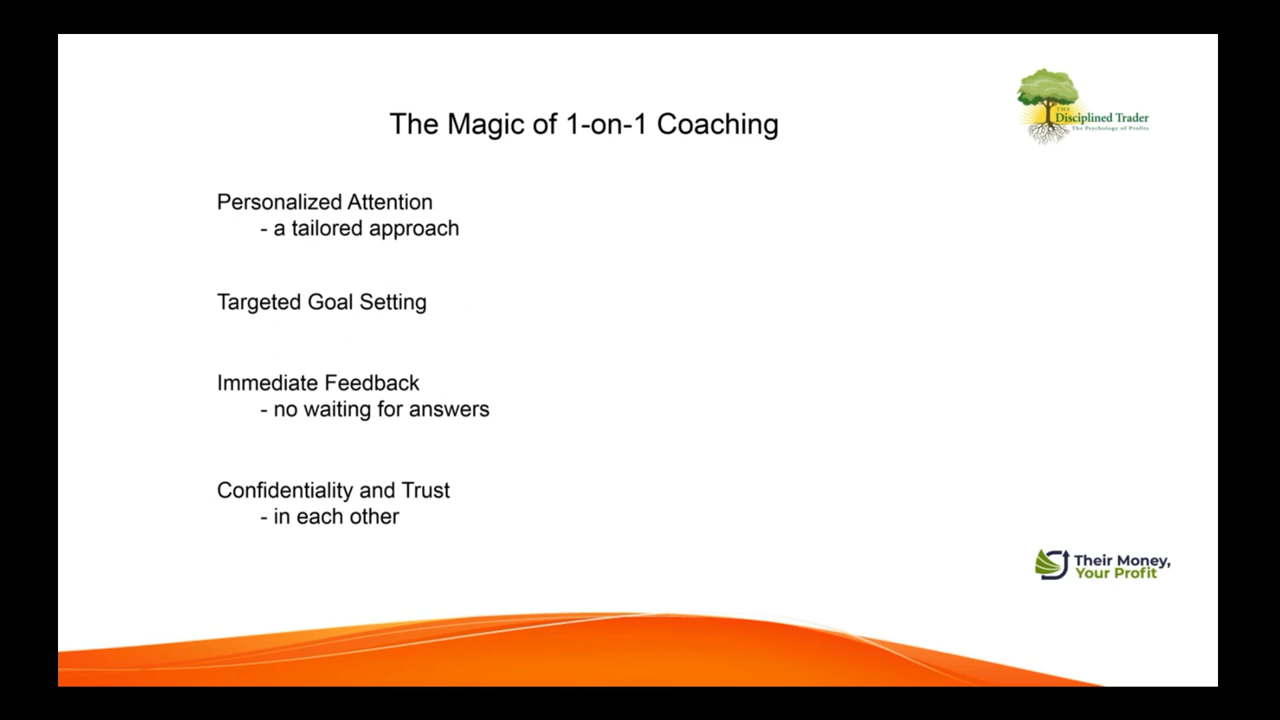 The Magic of 1-on-1 Coaching
THE
Disciplined Trader
The Psychology of Profits
Personalized Attention
- a tailored approach
Targeted Goal Setting
Immediate Feedback
- no waiting for answers
Confidentiality and Trust
- in each other
Their Money,
Your Profit